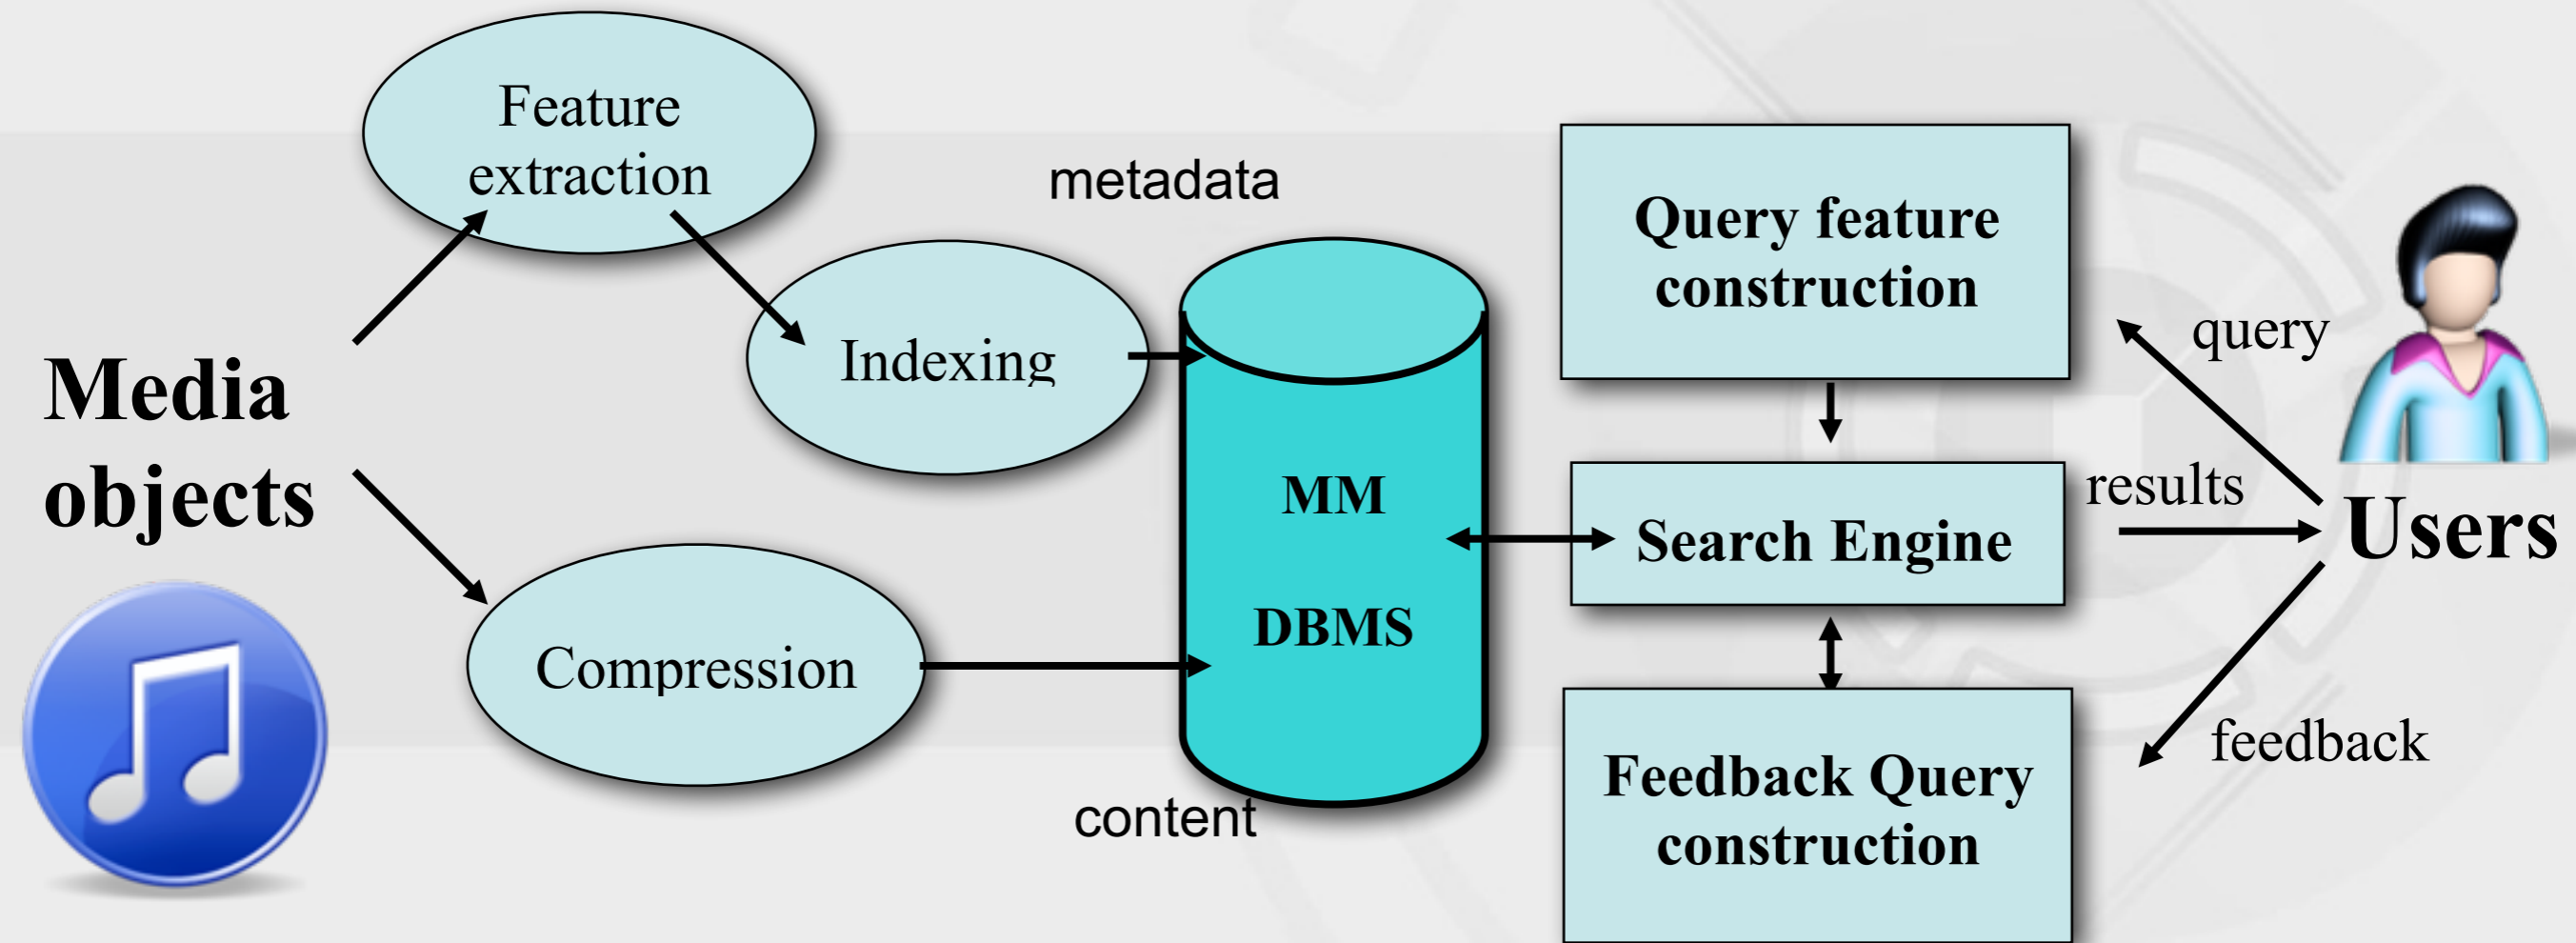 Feature
extraction
metadata
Indexing
Media
objects
Compression
content
MM
DBMS
Query feature
construction
query
Search Engine
results
Users
Feedback Query
construction
feedback